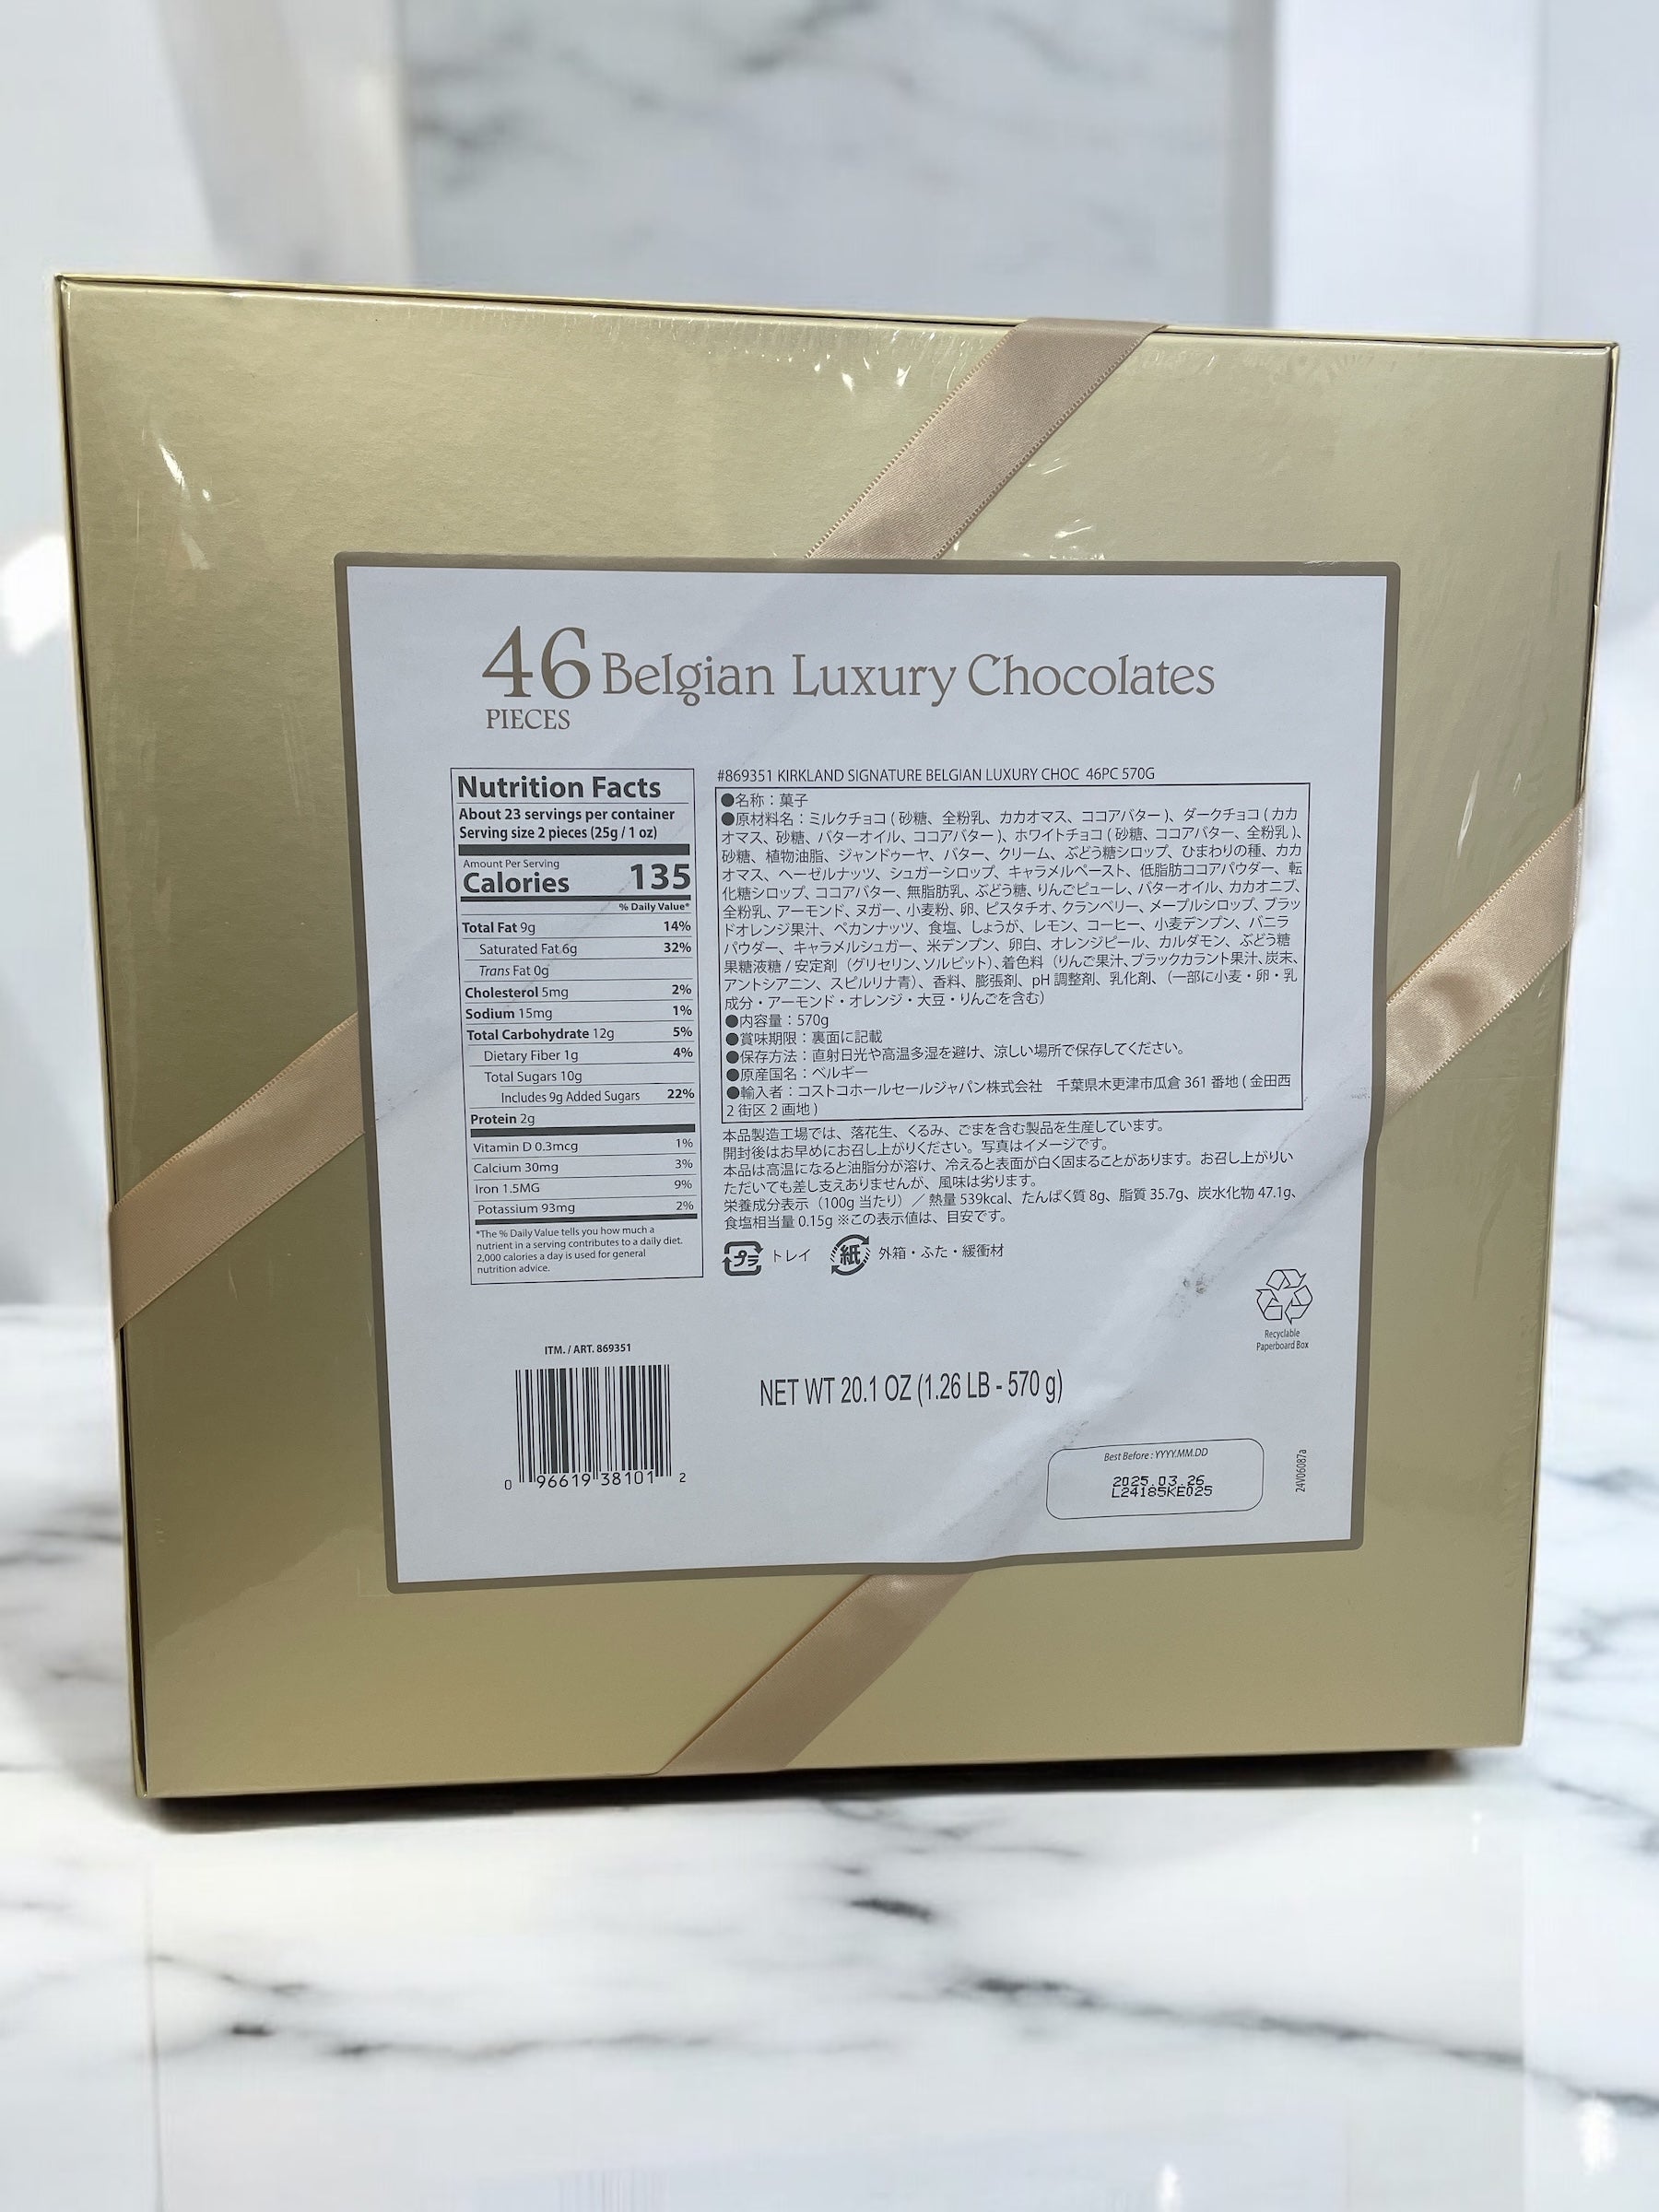 46 Belgian Luxury Chocolates
PIECES
Nutrition Facts
About 23 servings per container
Serving size 2 pieces (25g / 1 oz)
Amount Per Serving
Calories 135
% Daily Value*
Total Fat 9g 14%
Saturated Fat 6g 32%
Trans Fat 0g
Cholesterol 5mg 2%
Sodium 15mg 1%
Total Carbohydrate 12g 5%
Dietary Fiber 1g 4%
Total Sugars 10g
Includes 9g Added Sugars 22%
Protein 2g
Vitamin D 0.3mcg 1%
Calcium 30mg 3%
Iron 1.5MG 9%
Potassium 93mg 2%
*The % Daily Value tells you how much a
nutrient in a serving contributes to a daily diet.
2,000 calories a day is used for general
nutrition advice.
#869351 KIRKLAND SIGNATURE BELGIAN LUXURY CHOC 46PC 570G
●名称：菓子
●原材料名：ミルクチョコ ( 砂糖、全粉乳、カカオマス、ココアバター )、ダークチョコ ( カカ
オマス、砂糖、バターオイル、ココアバター )、ホワイトチョコ ( 砂糖、ココアバター、全粉乳 )、
砂糖、植物油脂、ジャンドゥーヤ、バター、クリーム、ぶどう糖シロップ、ひまわりの種、カカ
オマス、ヘーゼルナッツ、シュガーシロップ、キャラメルペースト、低脂肪ココアパウダー、転
化糖シロップ、ココアバター、無脂肪乳、ぶどう糖、りんごピューレ、バターオイル、カカオニブ、
全粉乳、アーモンド、ヌガー、小麦粉、卵、ピスタチオ、クランベリー、メープルシロップ、ブラッ
ドオレンジ果汁、ペカンナッツ、食塩、しょうが、レモン、コーヒー、小麦デンプン、バニラ
パウダー、キャラメルシュガー、米デンプン、卵白、オレンジピール、カルダモン、ぶどう糖
果糖液糖 / 安定剤（グリセリン、ソルビット）、着色料（りんご果汁、ブラックカラント果汁、炭末、
アントシアニン、スピルリナ青）、香料、膨張剤、pH 調整剤、乳化剤、（一部に小麦・卵・乳
成分・アーモンド・オレンジ・大豆・りんごを含む）
●内容量：570g
●賞味期限：裏面に記載
●保存方法：直射日光や高温多湿を避け、涼しい場所で保存してください。
●原産国名：ベルギー
●輸入者：コストコホールセールジャパン株式会社 千葉県木更津市瓜倉 361 番地 ( 金田西
2 街区 2 画地 )
本品製造工場では、落花生、くるみ、ごまを含む製品を生産しています。
開封後はお早めにお召し上がりください。写真はイメージです。
本品は高温になると油脂分が溶け、冷えると表面が白く固まることがあります。お召し上がりい
ただいても差し支えありませんが、風味は劣ります。
栄養成分表示（100g 当たり）／熱量 539kcal、たんぱく質 8g、脂質 35.7g、炭水化物 47.1g、
食塩相当量 0.15g ※この表示値は、目安です。
プラ トレイ 紙 外箱・ふた・緩衝材
Recyclable
Paperboard Box
ITM. / ART. 869351
0 96619 38101 2
NET WT 20.1 OZ (1.26 LB - 570 g)
Best Before : YYYY.MM.DD
2025.03.26
L24185KE025
24V06087a